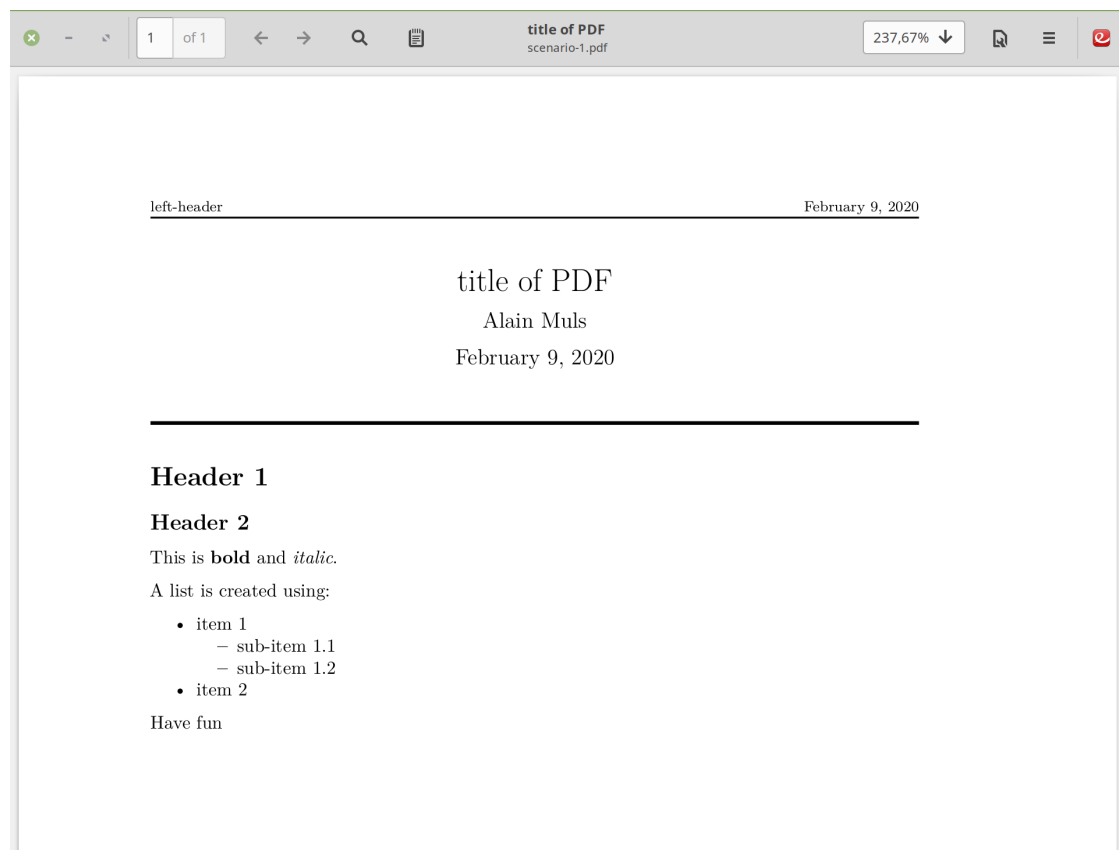 1 of 1
title of PDF
scenario-1.pdf
237,67%
left-header February 9, 2020
title of PDF
Alain Muls
February 9, 2020
Header 1
Header 2
This is bold and italic.
A list is created using:
• item 1
– sub-item 1.1
– sub-item 1.2
• item 2
Have fun